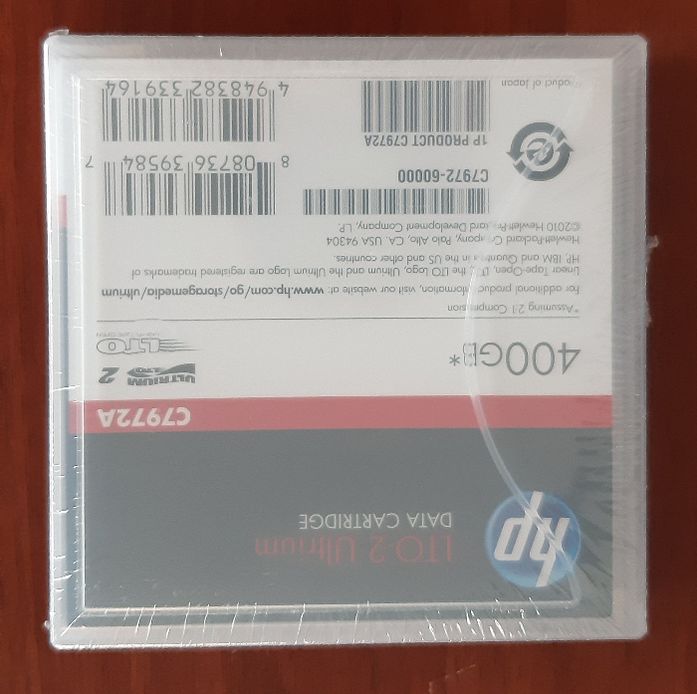 hp
LTO-2 Ultrium
DATA CARTRIDGE
C7972A
400GB*
ULTRIUM 2
LTO
*Assuming 2:1 Compression
For additional product information, visit our website at: www.hp.com/go/storagemedia/ultrium
Linear Tape-Open, LTO, the LTO Logo, Ultrium and the Ultrium Logo are registered trademarks of
HP, IBM and Quantum in the US and other countries.
Hewlett-Packard Company, Palo Alto, CA, USA 94304
©2010 Hewlett-Packard Development Company, L.P.
C7972-60000
1P PRODUCT C7972A
Product of Japan
8 08736 39584 7
4 948382 339164